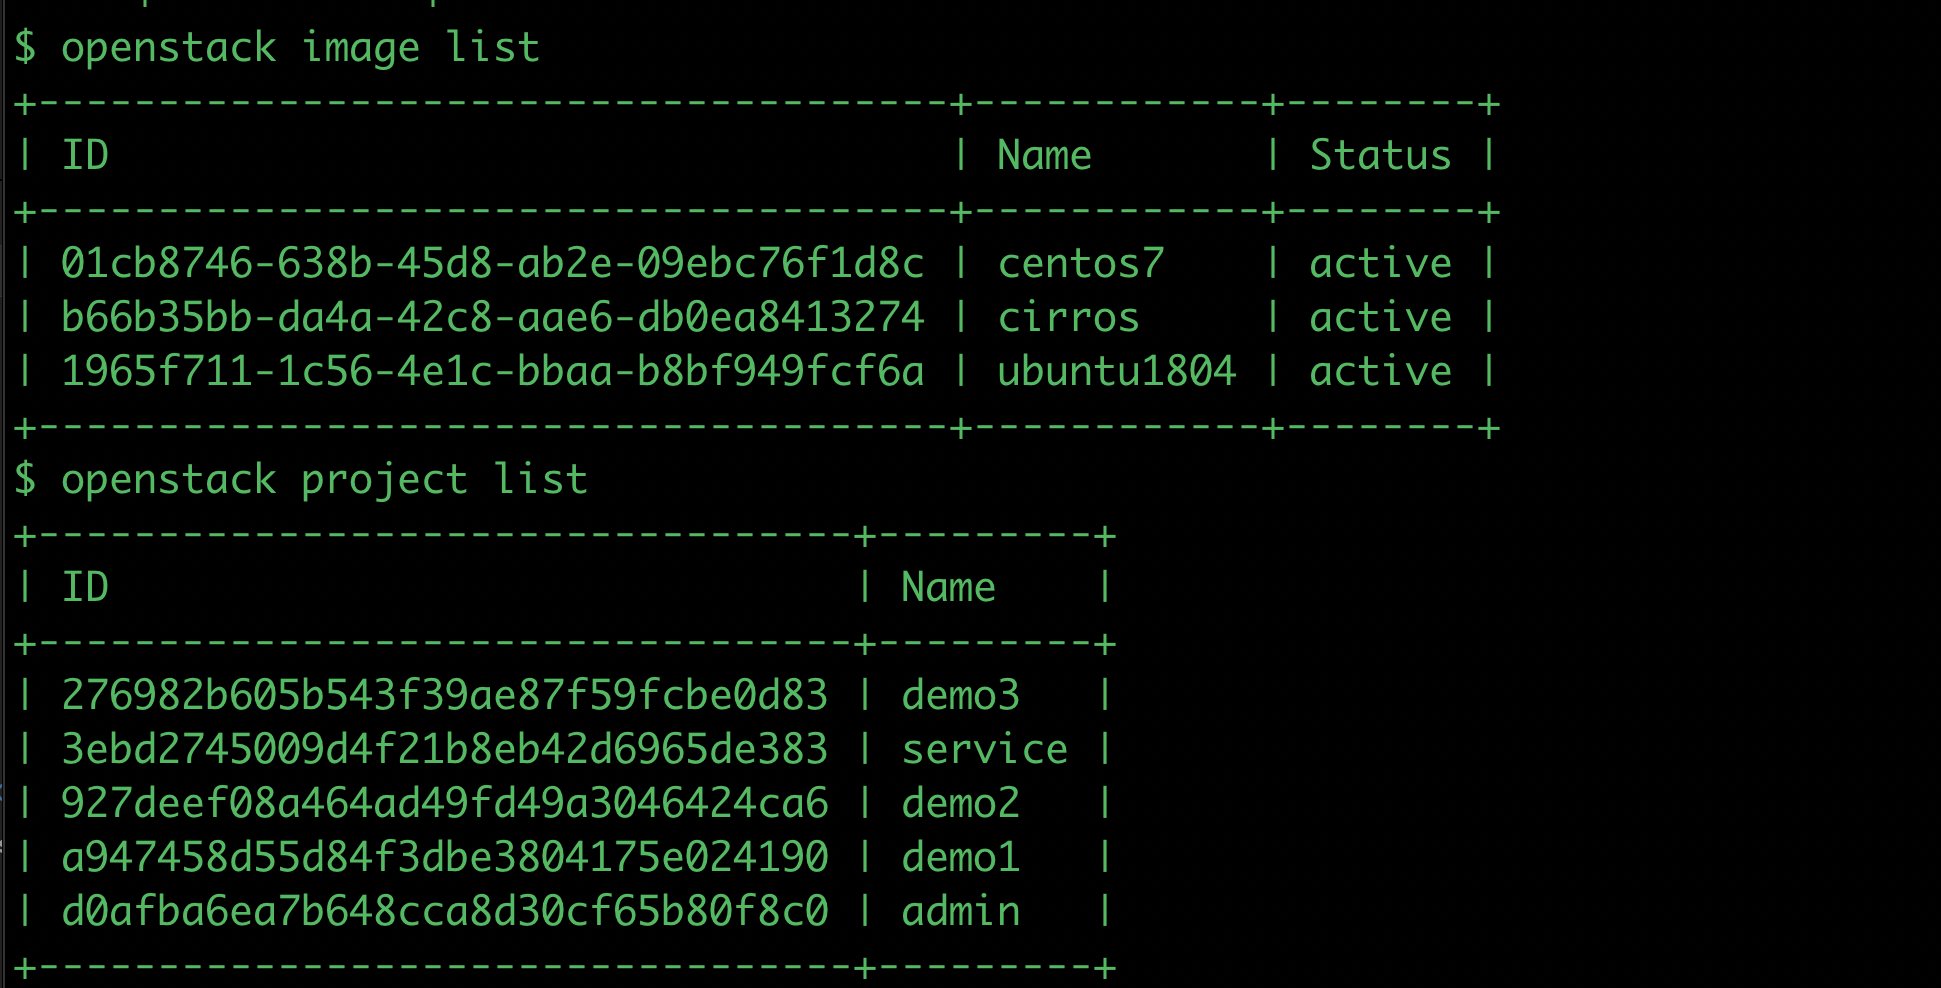 $ openstack image list
+--------------------------------------+------------+--------+
| ID                                   | Name       | Status |
+--------------------------------------+------------+--------+
| 01cb8746-638b-45d8-ab2e-09ebc76f1d8c | centos7    | active |
| b66b35bb-da4a-42c8-aae6-db0ea8413274 | cirros     | active |
| 1965f711-1c56-4e1c-bbaa-b8bf949fcf6a | ubuntu1804 | active |
+--------------------------------------+------------+--------+
$ openstack project list
+----------------------------------+---------+
| ID                               | Name    |
+----------------------------------+---------+
| 276982b605b543f39ae87f59fcbe0d83 | demo3   |
| 3ebd2745009d4f21b8eb42d6965de383 | service |
| 927deef08a464ad49fd49a3046424ca6 | demo2   |
| a947458d55d84f3dbe3804175e024190 | demo1   |
| d0afba6ea7b648cca8d30cf65b80f8c0 | admin   |
+----------------------------------+---------+